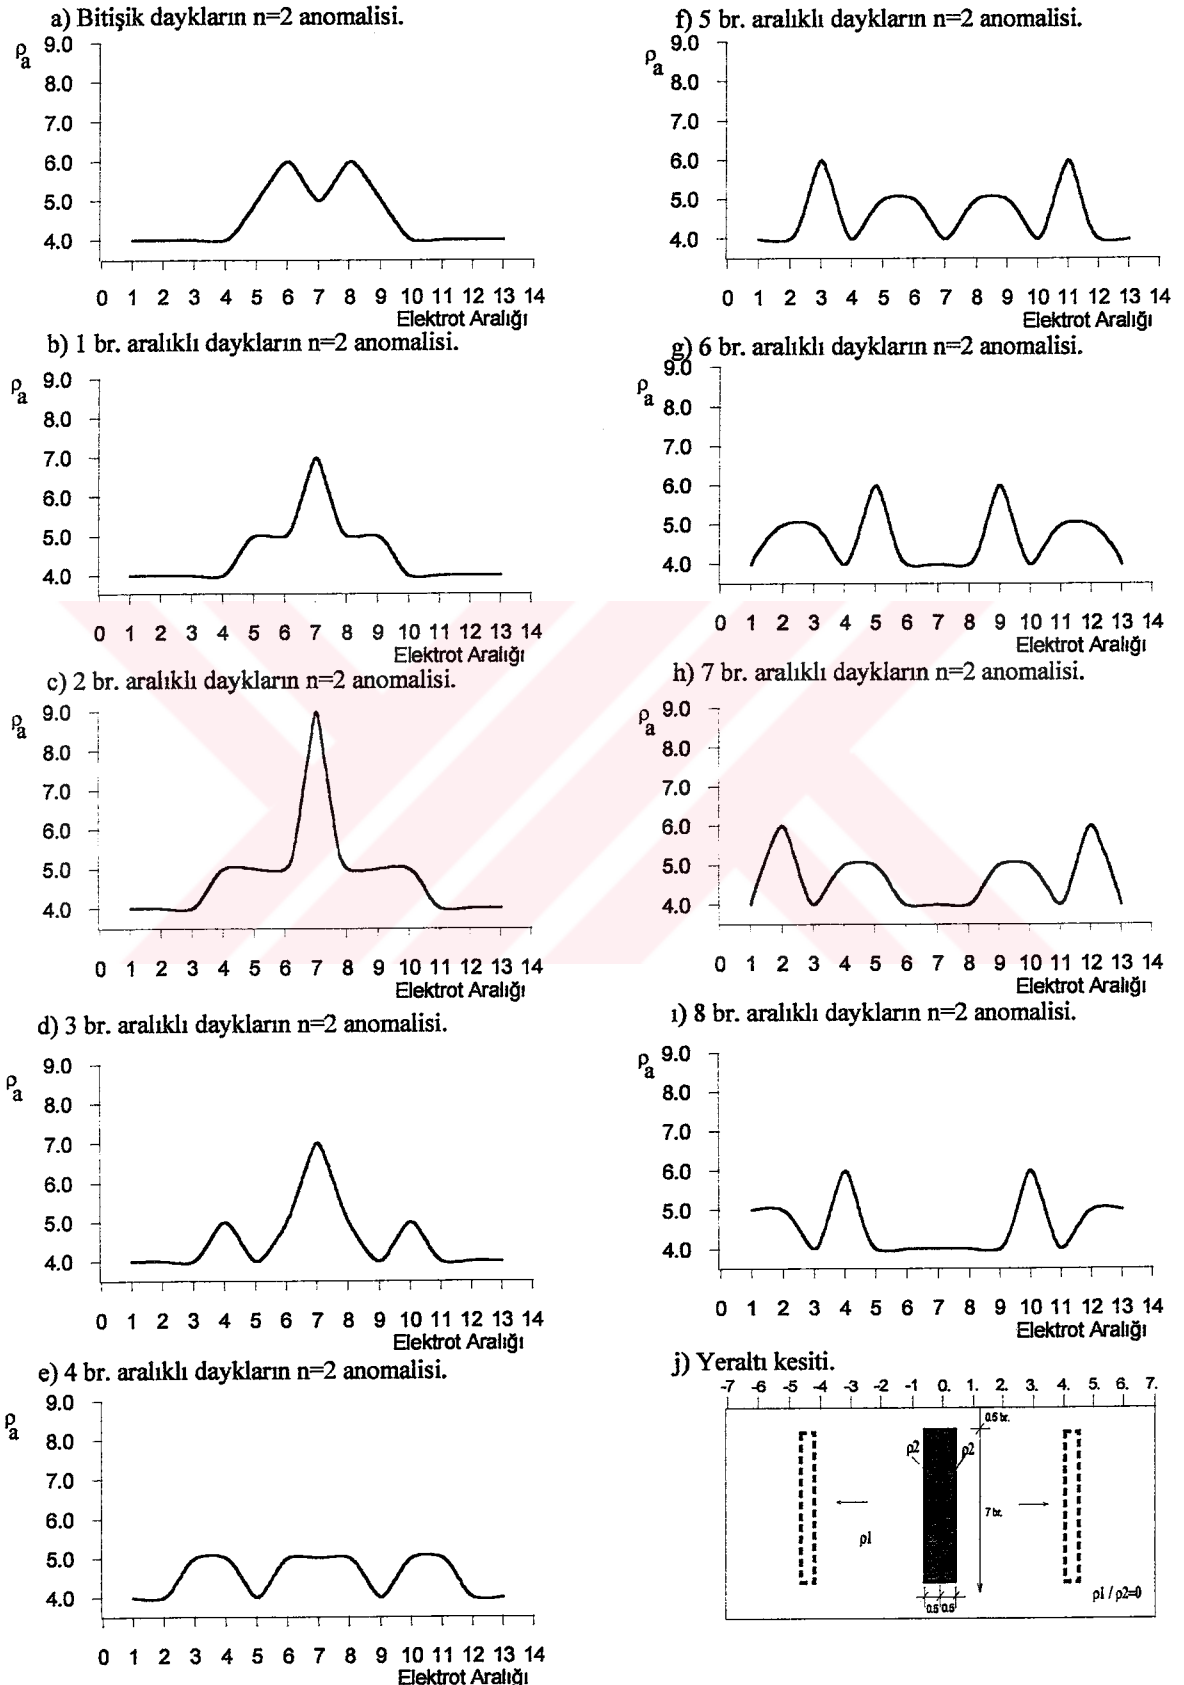 a) Bitişik daykların n=2 anomalisi.
ρa
9.0
8.0
7.0
6.0
5.0
4.0
0 1 2 3 4 5 6 7 8 9 10 11 12 13 14
Elektrot Aralığı
b) 1 br. aralıklı daykların n=2 anomalisi.
ρa
9.0
8.0
7.0
6.0
5.0
4.0
0 1 2 3 4 5 6 7 8 9 10 11 12 13 14
Elektrot Aralığı
c) 2 br. aralıklı daykların n=2 anomalisi.
ρa
9.0
8.0
7.0
6.0
5.0
4.0
0 1 2 3 4 5 6 7 8 9 10 11 12 13 14
Elektrot Aralığı
d) 3 br. aralıklı daykların n=2 anomalisi.
ρa
9.0
8.0
7.0
6.0
5.0
4.0
0 1 2 3 4 5 6 7 8 9 10 11 12 13 14
Elektrot Aralığı
e) 4 br. aralıklı daykların n=2 anomalisi.
ρa
9.0
8.0
7.0
6.0
5.0
4.0
0 1 2 3 4 5 6 7 8 9 10 11 12 13 14
Elektrot Aralığı
f) 5 br. aralıklı daykların n=2 anomalisi.
ρa
9.0
8.0
7.0
6.0
5.0
4.0
0 1 2 3 4 5 6 7 8 9 10 11 12 13 14
Elektrot Aralığı
g) 6 br. aralıklı daykların n=2 anomalisi.
ρa
9.0
8.0
7.0
6.0
5.0
4.0
0 1 2 3 4 5 6 7 8 9 10 11 12 13 14
Elektrot Aralığı
h) 7 br. aralıklı daykların n=2 anomalisi.
ρa
9.0
8.0
7.0
6.0
5.0
4.0
0 1 2 3 4 5 6 7 8 9 10 11 12 13 14
Elektrot Aralığı
ı) 8 br. aralıklı daykların n=2 anomalisi.
ρa
9.0
8.0
7.0
6.0
5.0
4.0
0 1 2 3 4 5 6 7 8 9 10 11 12 13 14
Elektrot Aralığı
j) Yeraltı kesiti.
-7 -6 -5 -4 -3 -2 -1 0. 1. 2. 3. 4. 5. 6. 7.
0.5 br.
ρ2 ρ2
7 br.
ρ1
ρ1 / ρ2=0
0.5 0.5